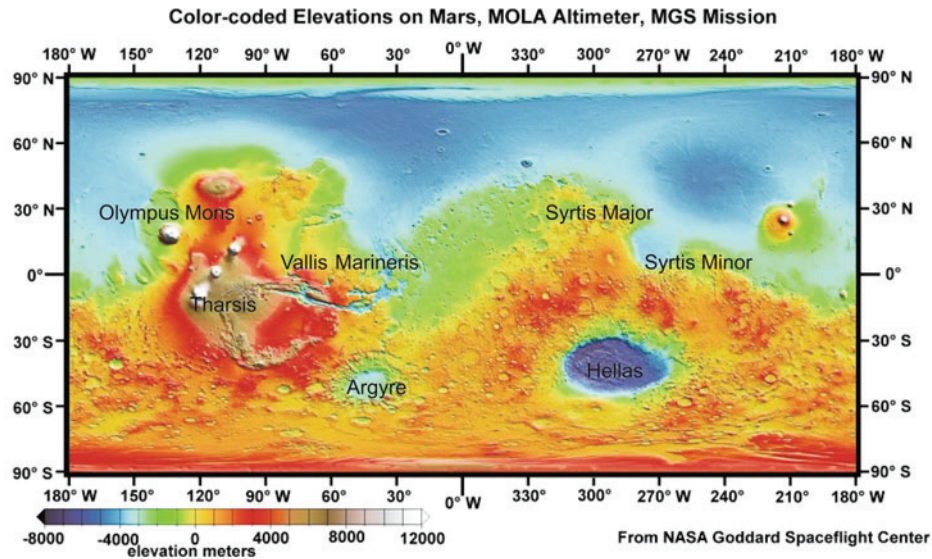 Color-coded Elevations on Mars, MOLA Altimeter, MGS Mission
180° W 150° W 120° W 90° W 60° W 30° W 0° W 330° W 300° W 270° W 240° W 210° W 180° W
90° N 90° N
60° N 60° N
30° N Olympus Mons Syrtis Major 30° N
Vallis Marineris Syrtis Minor
0° 0°
Tharsis
30° S 30° S
Hellas
Argyre
60° S 60° S
90° S 90° S
180° W 150° W 120° W 90° W 60° W 30° W 0° W 330° W 300° W 270° W 240° W 210° W 180° W
-8000 -4000 0 4000 8000 12000
elevation meters
From NASA Goddard Spaceflight Center